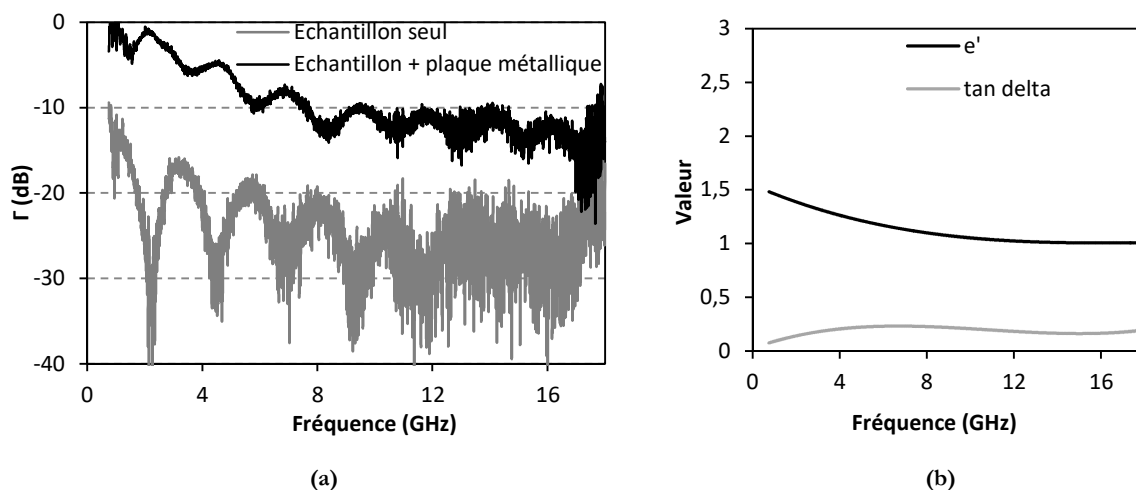 0
-10
-20
-30
-40
Γ (dB)
Echantillon seul
Echantillon + plaque métallique
0
4
8
12
16
Fréquence (GHz)
(a)
3
2,5
2
1,5
1
0,5
0
Valeur
e'
tan delta
0
4
8
12
16
Fréquence (GHz)
(b)